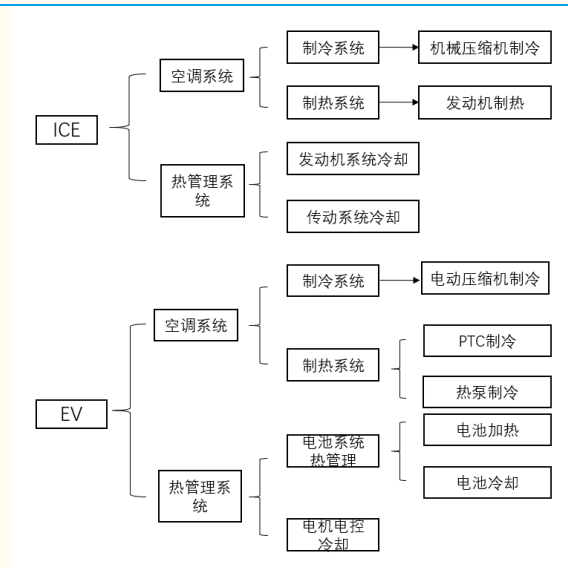 ICE
空调系统
制冷系统
机械压缩机制冷
制热系统
发动机制热
热管理系
统
发动机系统冷却
传动系统冷却
EV
空调系统
制冷系统
电动压缩机制冷
制热系统
PTC制冷
热泵制冷
热管理系
统
电池系统
热管理
电池加热
电池冷却
电机电控
冷却